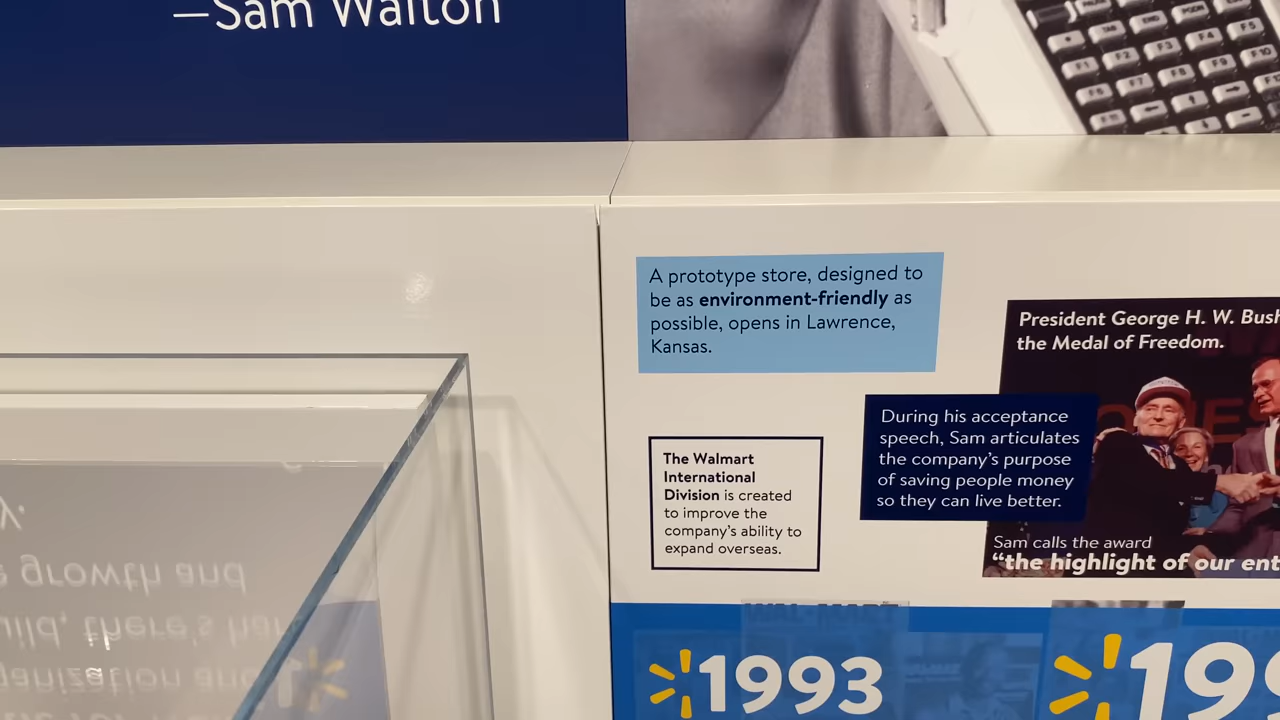 —Sam Walton
A prototype store, designed to
be as environment-friendly as
possible, opens in Lawrence,
Kansas.
President George H. W. Bush
the Medal of Freedom.
During his acceptance
speech, Sam articulates
the company's purpose
of saving people money
so they can live better.
The Walmart
International
Division is created
to improve the
company's ability to
expand overseas.
Sam calls the award
"the highlight of our ent
growth and
there's
1993
199